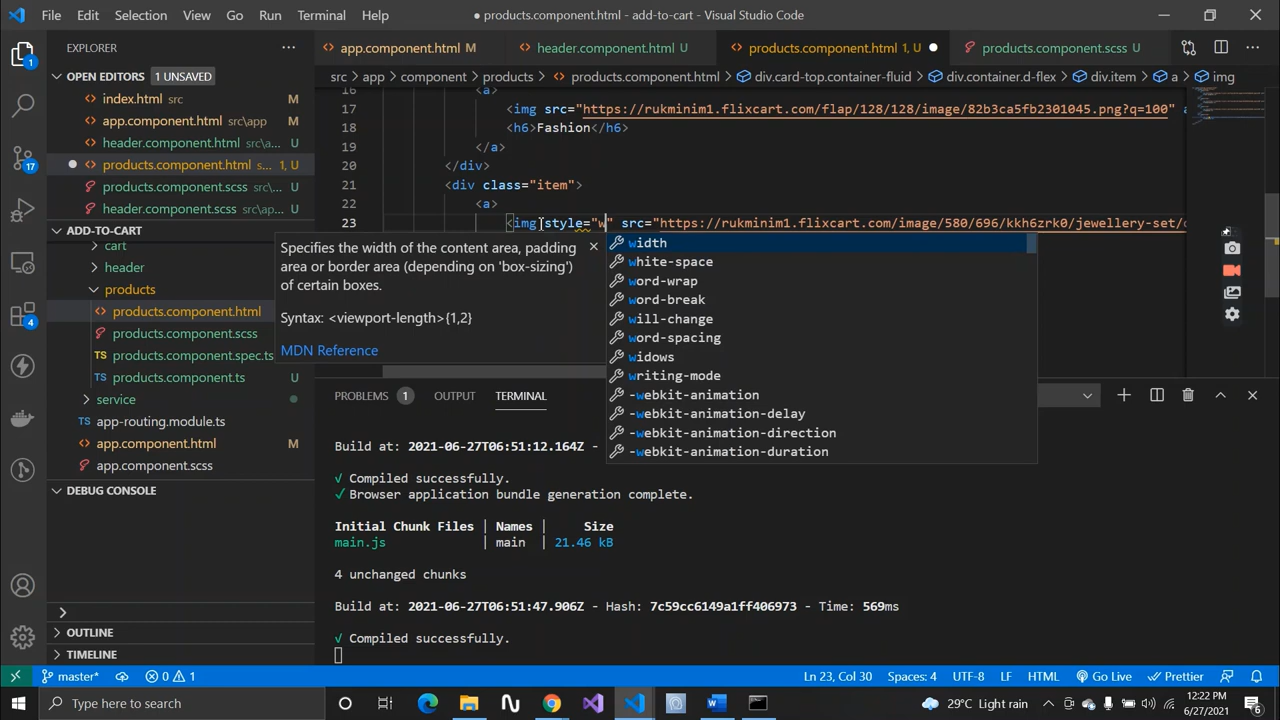 File Edit Selection View Go Run Terminal Help
● products.component.html - add-to-cart - Visual Studio Code
EXPLORER
app.component.html M
header.component.html U
products.component.html 1, U
products.component.scss U
OPEN EDITORS 1 UNSAVED
src > app > component > products > products.component.html > div.card-top.container-fluid > div.container.d-flex > div.item > a > img
index.html src M
app.component.html src\app M
header.component.html src\a... U
products.component.html s... 1, U
products.component.scss ... U
header.component.scss src\a... U
ADD-TO-CART
cart
header
products
products.component.html U
products.component.scss U
products.component.spec.ts U
products.component.ts U
service
app-routing.module.ts
app.component.html M
app.component.scss
DEBUG CONSOLE
OUTLINE
TIMELINE
16 <a>
17 <img src="https://rukminim1.flixcart.com/flap/128/128/image/82b3ca5fb2301045.png?q=100" a
18 <h6>Fashion</h6>
19 </a>
20 </div>
21 <div class="item">
22 <a>
23 <img style="w" src="https://rukminim1.flixcart.com/image/580/696/kkh6zrk0/jewellery-set/
Specifies the width of the content area, padding
area or border area (depending on 'box-sizing')
of certain boxes.
Syntax: <viewport-length>{1,2}
MDN Reference
width
white-space
word-wrap
word-break
will-change
word-spacing
widows
writing-mode
-webkit-animation
-webkit-animation-delay
-webkit-animation-direction
-webkit-animation-duration
PROBLEMS 1 OUTPUT TERMINAL
Build at: 2021-06-27T06:51:12.164Z -
√ Compiled successfully.
√ Browser application bundle generation complete.
Initial Chunk Files | Names | Size
main.js | main | 21.46 kB
4 unchanged chunks
Build at: 2021-06-27T06:51:47.906Z - Hash: 7c59cc6149a1ff406973 - Time: 569ms
√ Compiled successfully.
1
17
4
master* 0 1
Ln 23, Col 30 Spaces: 4 UTF-8 LF HTML Go Live Prettier
Type here to search
29°C Light rain
12:22 PM
6/27/2021
6